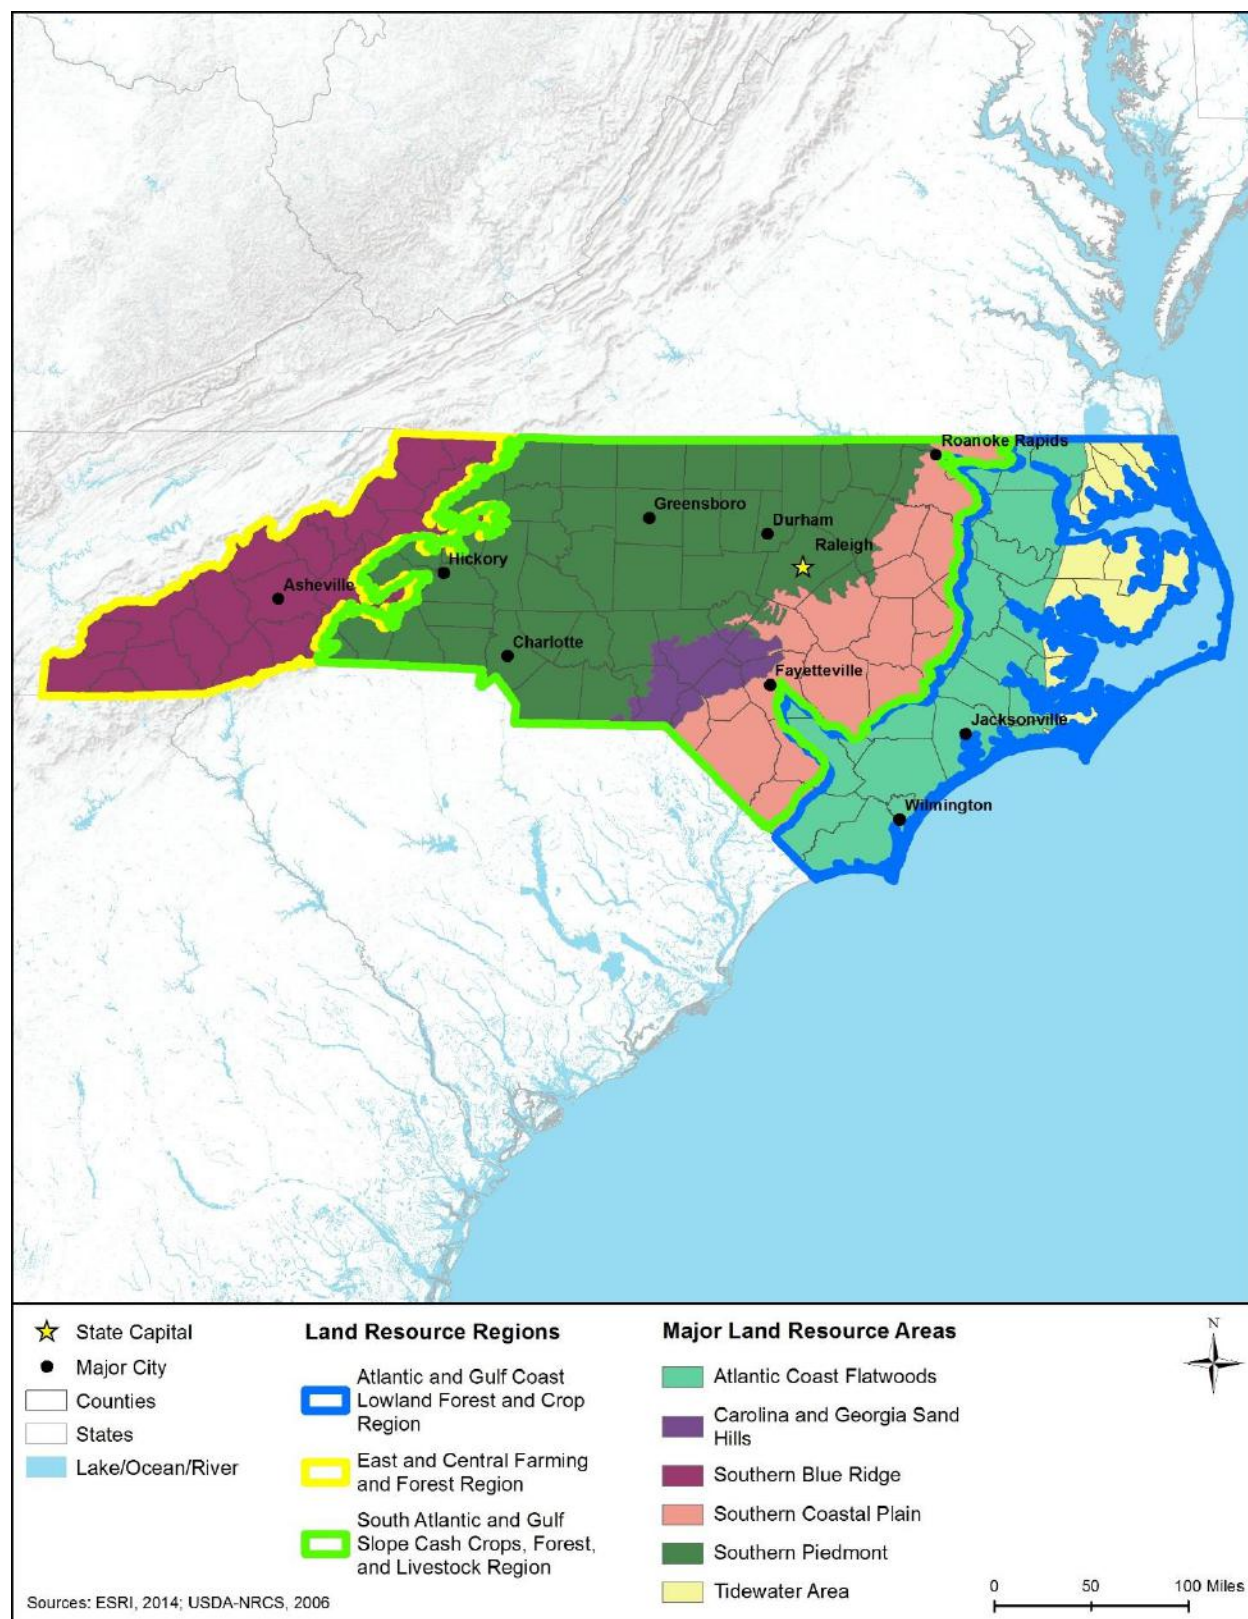 Roanoke Rapids
Greensboro
Durham
Raleigh
Hickory
Asheville
Charlotte
Fayetteville
Jacksonville
Wilmington
State Capital
Major City
Counties
States
Lake/Ocean/River
Land Resource Regions
Atlantic and Gulf Coast
Lowland Forest and Crop
Region
East and Central Farming
and Forest Region
South Atlantic and Gulf
Slope Cash Crops, Forest,
and Livestock Region
Major Land Resource Areas
Atlantic Coast Flatwoods
Carolina and Georgia Sand
Hills
Southern Blue Ridge
Southern Coastal Plain
Southern Piedmont
Tidewater Area
N
0 50 100 Miles
Sources: ESRI, 2014; USDA-NRCS, 2006